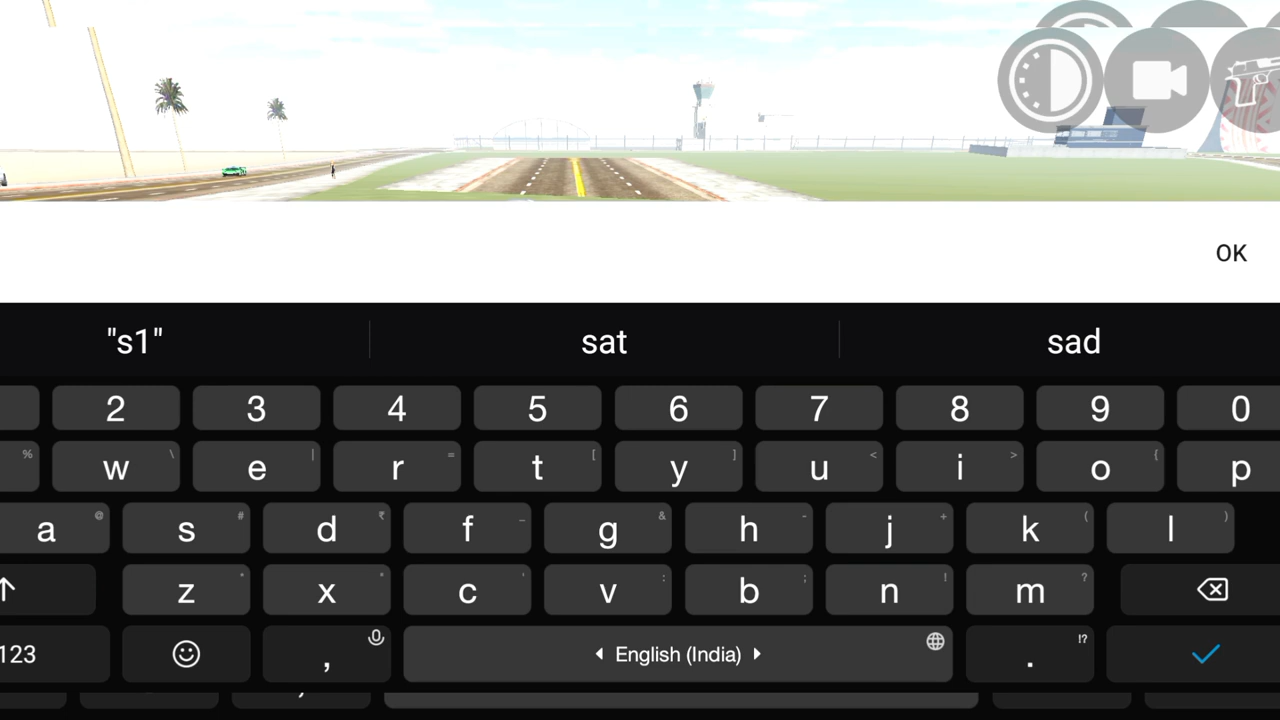 OK
"s1" sat sad
2 3 4 5 6 7 8 9 0
% \ | = [ ] < > {
w e r t y u i o p
@ # ₹ _ & - + ( )
a s d f g h j k l
* " ' : ; ! ?
z x c v b n m
123 , English (India) !? .